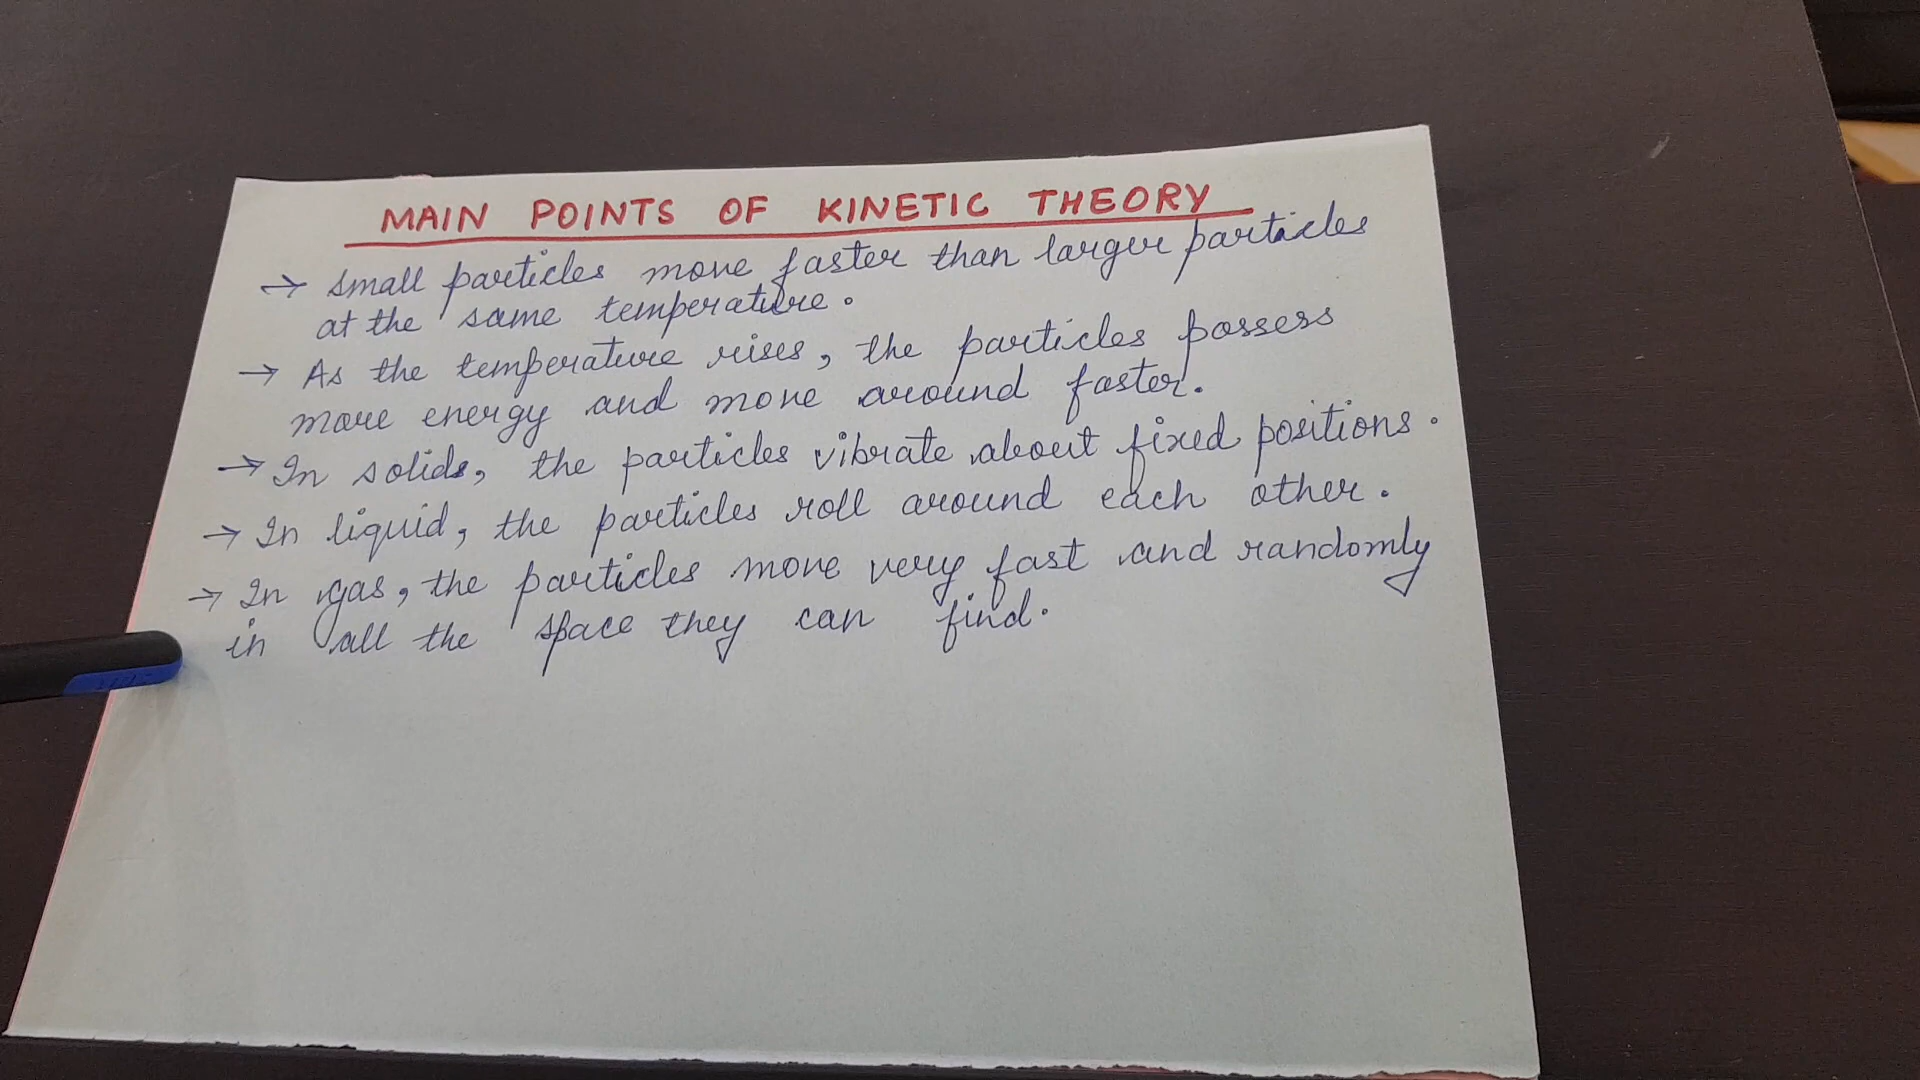 MAIN POINTS OF KINETIC THEORY
→ small particles move faster than larger particles
at the same temperature.
→ As the temperature rises, the particles possess
more energy and move around faster.
→ In solids, the particles vibrate about fixed positions.
→ In liquid, the particles roll around each other.
→ In gas, the particles move very fast and randomly
in all the space they can find.